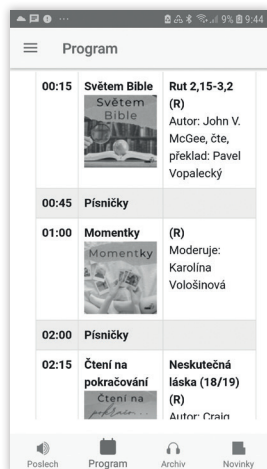 9% 9:44
Program
00:15 Světem Bible Rut 2,15-3,2
(R)
Autor: John V.
McGee, čte,
překlad: Pavel
Vopalecký
Světem
Bible
00:45 Písničky
01:00 Momentky (R)
Moderuje:
Karolína
Vološinová
Momentky
02:00 Písničky
02:15 Čtení na Neskutečná
pokračování láska (18/19)
(R)
Autor: Craig
Čtení na
pokračov...
Poslech Program Archiv Novinky